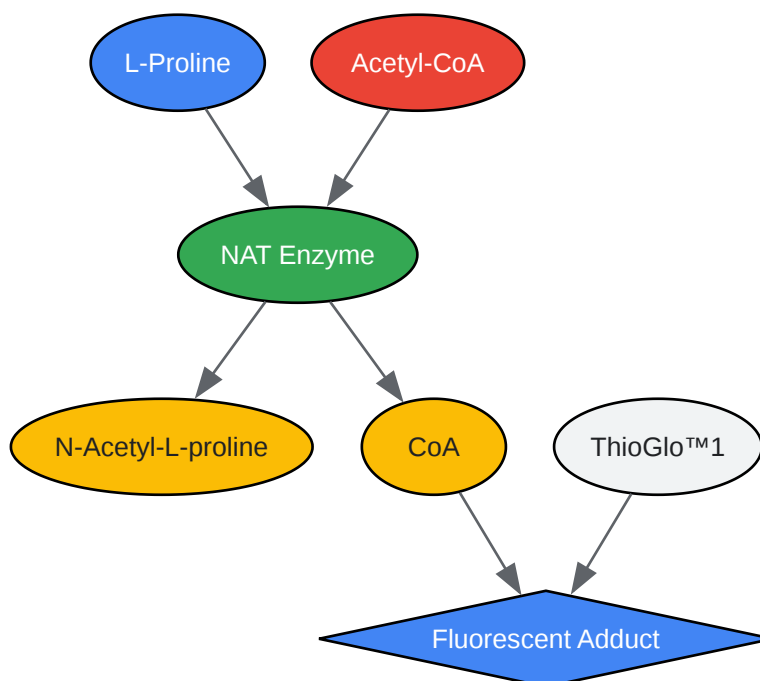 L-Proline
Acetyl-CoA
NAT Enzyme
N-Acetyl-L-proline
CoA
ThioGlo™1
Fluorescent Adduct